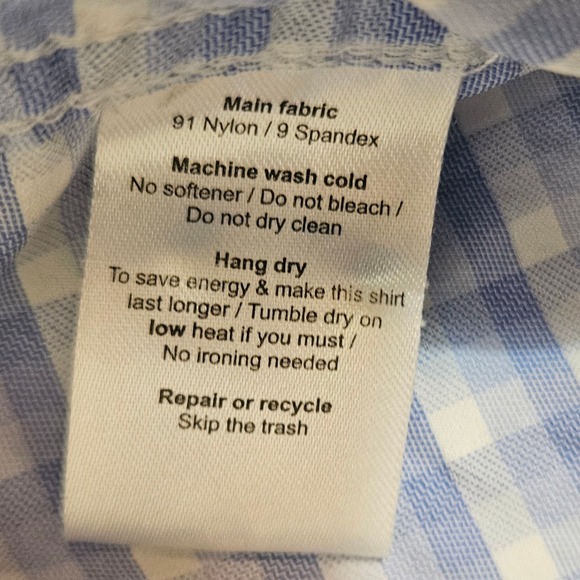 Main fabric
91 Nylon / 9 Spandex
Machine wash cold
No softener / Do not bleach /
Do not dry clean
Hang dry
To save energy & make this shirt
last longer / Tumble dry on
low heat if you must /
No ironing needed
Repair or recycle
Skip the trash